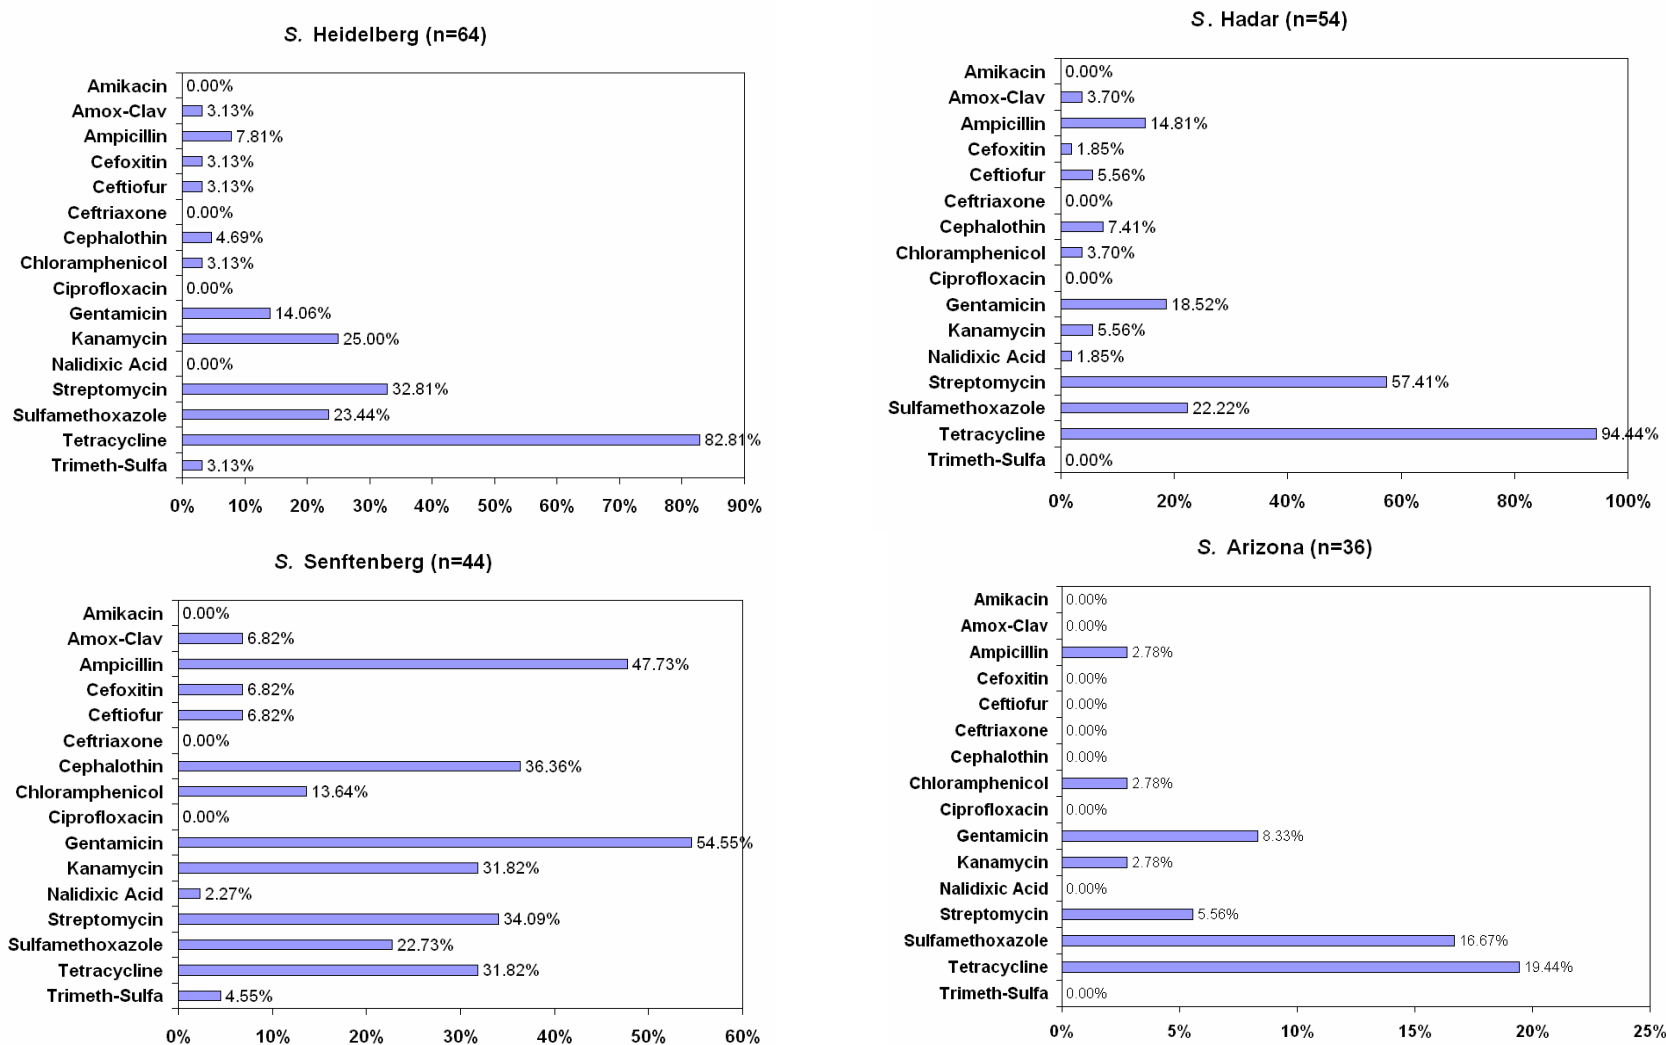 S. Heidelberg (n=64)
Amikacin 0.00%
Amox-Clav 3.13%
Ampicillin 7.81%
Cefoxitin 3.13%
Ceftiofur 3.13%
Ceftriaxone 0.00%
Cephalothin 4.69%
Chloramphenicol 3.13%
Ciprofloxacin 0.00%
Gentamicin 14.06%
Kanamycin 25.00%
Nalidixic Acid 0.00%
Streptomycin 32.81%
Sulfamethoxazole 23.44%
Tetracycline 82.81%
Trimeth-Sulfa 3.13%
0% 10% 20% 30% 40% 50% 60% 70% 80% 90%
S. Hadar (n=54)
Amikacin 0.00%
Amox-Clav 3.70%
Ampicillin 14.81%
Cefoxitin 1.85%
Ceftiofur 5.56%
Ceftriaxone 0.00%
Cephalothin 7.41%
Chloramphenicol 3.70%
Ciprofloxacin 0.00%
Gentamicin 18.52%
Kanamycin 5.56%
Nalidixic Acid 1.85%
Streptomycin 57.41%
Sulfamethoxazole 22.22%
Tetracycline 94.44%
Trimeth-Sulfa 0.00%
0% 20% 40% 60% 80% 100%
S. Senftenberg (n=44)
Amikacin 0.00%
Amox-Clav 6.82%
Ampicillin 47.73%
Cefoxitin 6.82%
Ceftiofur 6.82%
Ceftriaxone 0.00%
Cephalothin 36.36%
Chloramphenicol 13.64%
Ciprofloxacin 0.00%
Gentamicin 54.55%
Kanamycin 31.82%
Nalidixic Acid 2.27%
Streptomycin 34.09%
Sulfamethoxazole 22.73%
Tetracycline 31.82%
Trimeth-Sulfa 4.55%
0% 10% 20% 30% 40% 50% 60%
S. Arizona (n=36)
Amikacin 0.00%
Amox-Clav 0.00%
Ampicillin 2.78%
Cefoxitin 0.00%
Ceftiofur 0.00%
Ceftriaxone 0.00%
Cephalothin 0.00%
Chloramphenicol 2.78%
Ciprofloxacin 0.00%
Gentamicin 8.33%
Kanamycin 2.78%
Nalidixic Acid 0.00%
Streptomycin 5.56%
Sulfamethoxazole 16.67%
Tetracycline 19.44%
Trimeth-Sulfa 0.00%
0% 5% 10% 15% 20% 25%